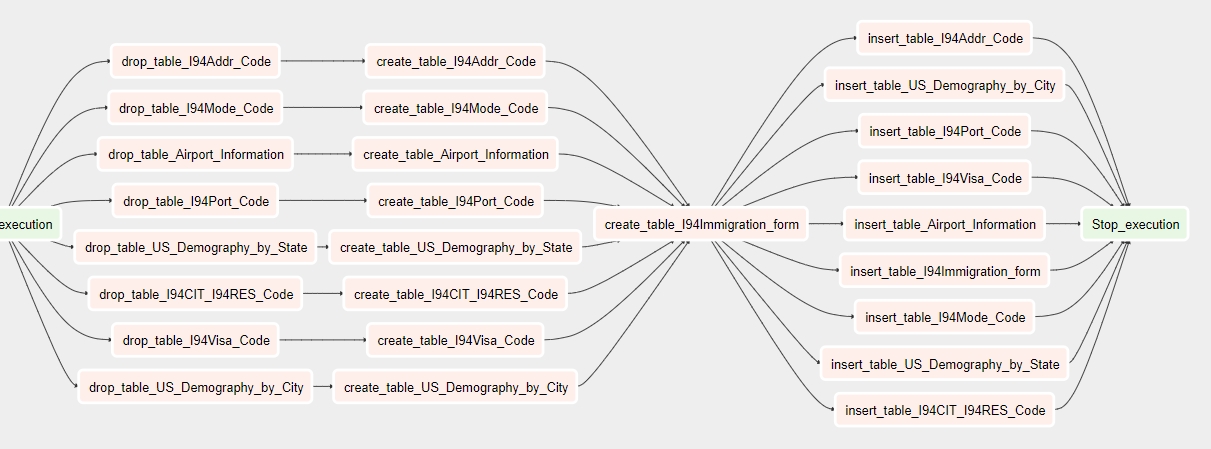 execution
drop_table_I94Addr_Code
drop_table_I94Mode_Code
drop_table_Airport_Information
drop_table_I94Port_Code
drop_table_US_Demography_by_State
drop_table_I94CIT_I94RES_Code
drop_table_I94Visa_Code
drop_table_US_Demography_by_City
create_table_I94Addr_Code
create_table_I94Mode_Code
create_table_Airport_Information
create_table_I94Port_Code
create_table_US_Demography_by_State
create_table_I94CIT_I94RES_Code
create_table_I94Visa_Code
create_table_US_Demography_by_City
create_table_I94Immigration_form
insert_table_I94Addr_Code
insert_table_US_Demography_by_City
insert_table_I94Port_Code
insert_table_I94Visa_Code
insert_table_Airport_Information
insert_table_I94Immigration_form
insert_table_I94Mode_Code
insert_table_US_Demography_by_State
insert_table_I94CIT_I94RES_Code
Stop_execution